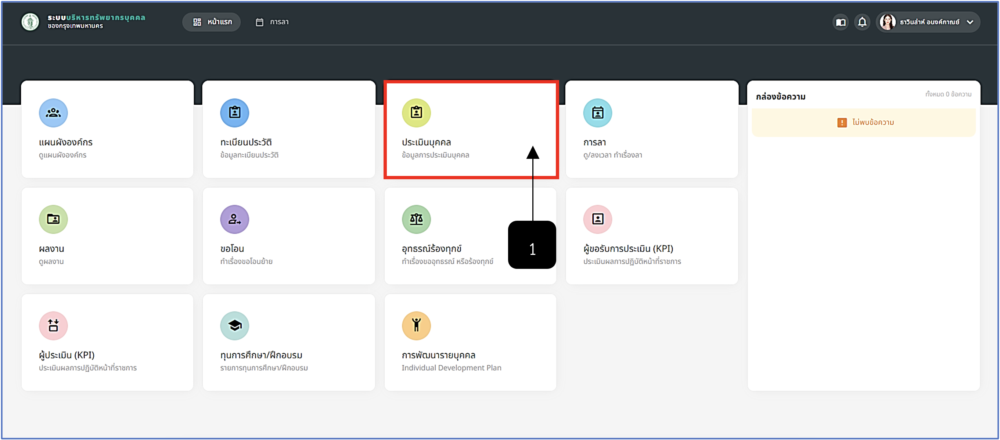 ระบบบริหารทรัพยากรบุคคล
ของกรุงเทพมหานคร
หน้าแรก
การลา
ธาวินล่าห์ อนงค์กาณย์
แผนผังองค์กร
ดูแผนผังองค์กร
ทะเบียนประวัติ
ข้อมูลทะเบียนประวัติ
ประเมินบุคคล
ข้อมูลการประเมินบุคคล
การลา
ดู/ลงเวลา ทำเรื่องลา
กล่องข้อความ
ทั้งหมด 0 ข้อความ
ไม่พบข้อความ
ผลงาน
ดูผลงาน
ขอโอน
ทำเรื่องขอโอนย้าย
อุทธรณ์ร้องทุกข์
ทำเรื่องขออุทธรณ์ หรือร้องทุกข์
1
ผู้ขอรับการประเมิน (KPI)
ประเมินผลการปฏิบัติหน้าที่ราชการ
ผู้ประเมิน (KPI)
ประเมินผลการปฏิบัติหน้าที่ราชการ
ทุนการศึกษา/ฝึกอบรม
รายการทุนการศึกษา/ฝึกอบรม
การพัฒนารายบุคคล
Individual Development Plan